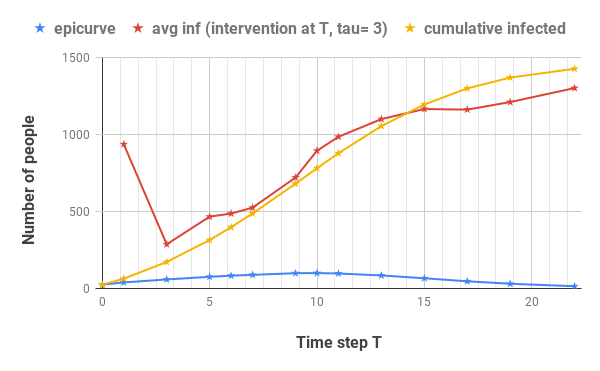 epicurve avg inf (intervention at T, tau= 3) cumulative infected
1500
1000
500
0
Number of people
0 5 10 15 20
Time step T